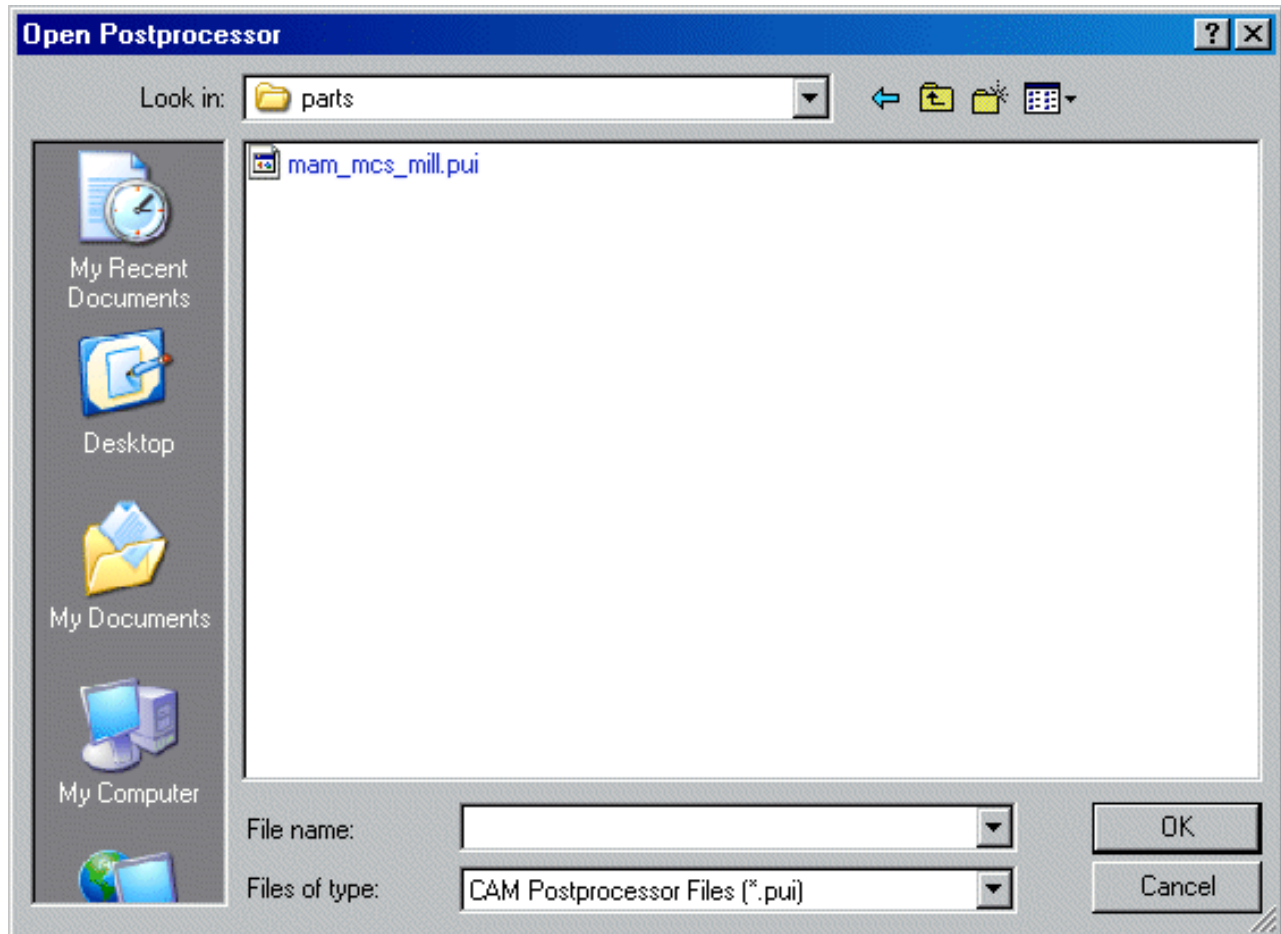 Open Postprocessor
Look in: parts
mam_mcs_mill.pui
My Recent
Documents
Desktop
My Documents
My Computer
File name:
OK
Files of type: CAM Postprocessor Files (*.pui)
Cancel